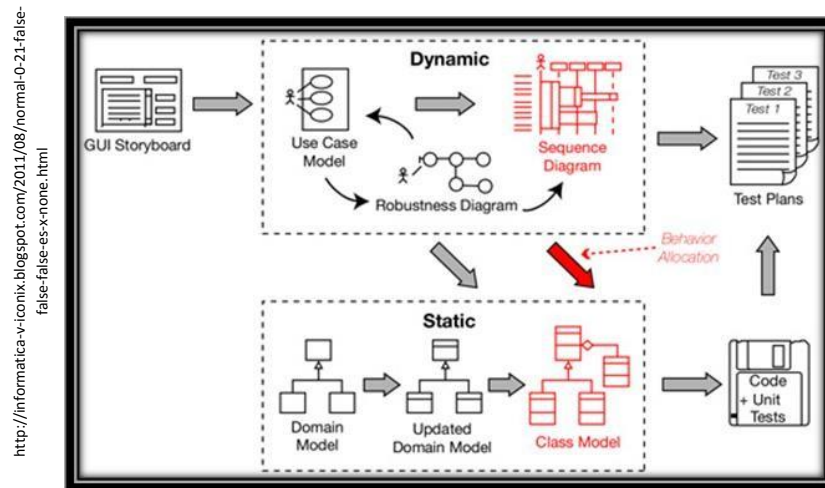 http://informatica-v-iconix.blogspot.com/2011/08/normal-0-21-false-
false-false-es-x-none.html
Dynamic
GUI Storyboard
Use Case
Model
Robustness Diagram
Sequence
Diagram
Test 3
Test 2
Test 1
Test Plans
Behavior
Allocation
Static
Domain
Model
Updated
Domain Model
Class Model
Code
+ Unit
Tests